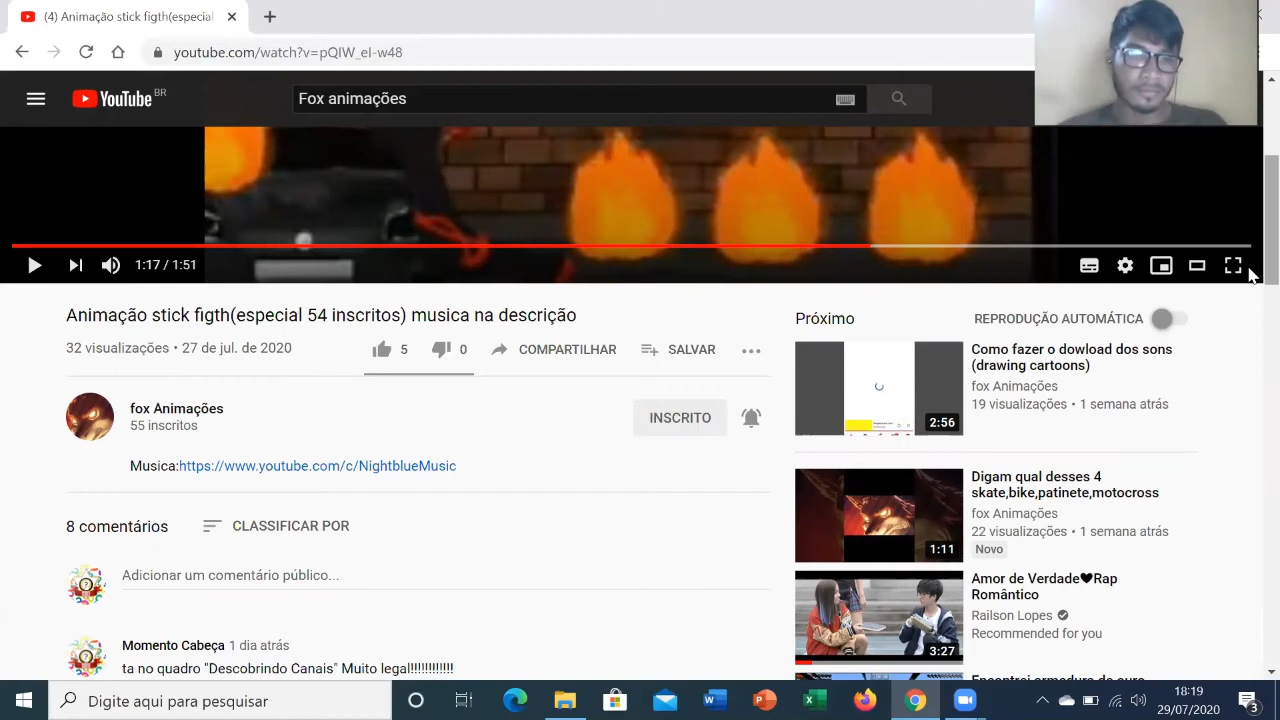 (4) Animação stick figth(especial
youtube.com/watch?v=pQIW_eI-w48
YouTube BR
Fox animações
1:17 / 1:51
Animação stick figth(especial 54 inscritos) musica na descrição
32 visualizações • 27 de jul. de 2020
5
0
COMPARTILHAR
SALVAR
fox Animações
55 inscritos
INSCRITO
Musica:https://www.youtube.com/c/NightblueMusic
8 comentários
CLASSIFICAR POR
Adicionar um comentário público...
Momento Cabeça 1 dia atrás
ta no quadro "Descobrindo Canais" Muito legal!!!!!!!!!!!!
Próximo
REPRODUÇÃO AUTOMÁTICA
2:56
Como fazer o dowload dos sons
(drawing cartoons)
fox Animações
19 visualizações • 1 semana atrás
1:11
Digam qual desses 4
skate,bike,patinete,motocross
fox Animações
22 visualizações • 1 semana atrás
Novo
3:27
Amor de Verdade❤Rap
Romântico
Railson Lopes
Recommended for you
Digite aqui para pesquisar
18:19
29/07/2020
3